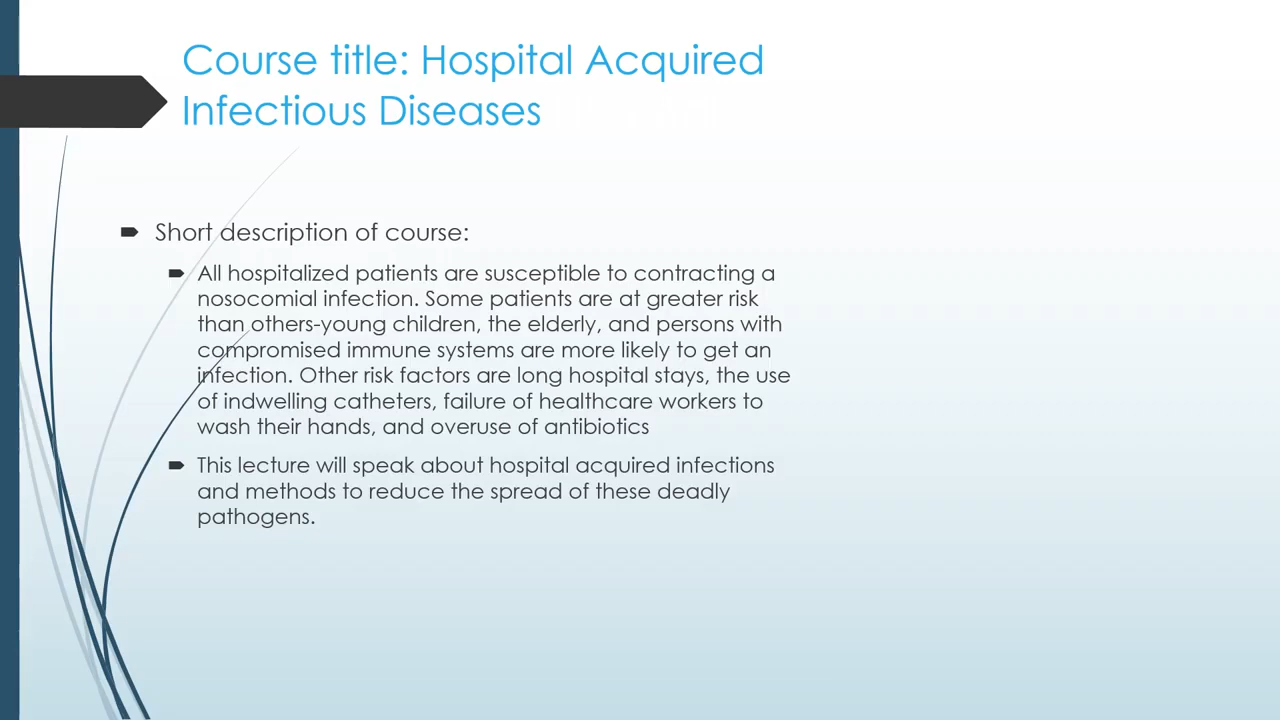 Course title: Hospital Acquired
Infectious Diseases
Short description of course:
All hospitalized patients are susceptible to contracting a
nosocomial infection. Some patients are at greater risk
than others-young children, the elderly, and persons with
compromised immune systems are more likely to get an
infection. Other risk factors are long hospital stays, the use
of indwelling catheters, failure of healthcare workers to
wash their hands, and overuse of antibiotics
This lecture will speak about hospital acquired infections
and methods to reduce the spread of these deadly
pathogens.